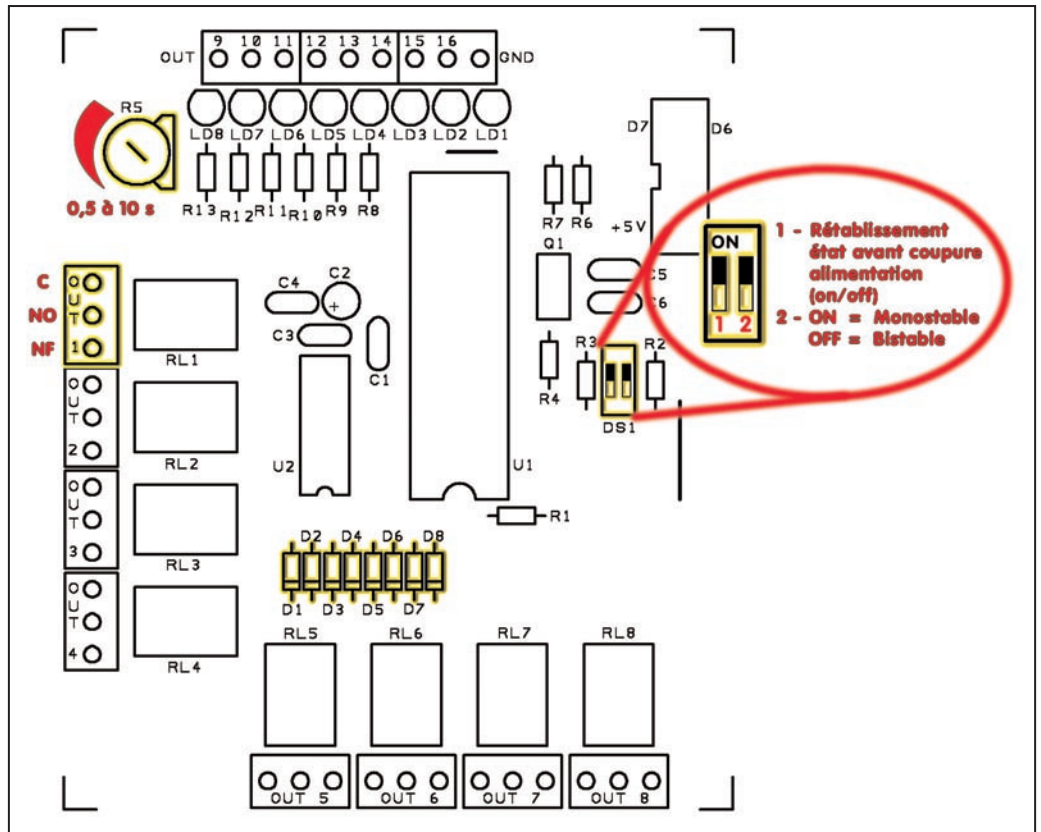 9 10 11 12 13 14 15 16
OUT GND
R5
LD8 LD7 LD6 LD5 LD4 LD3 LD2 LD1
0,5 à 10 s
R13 R12 R11 R10 R9 R8
D7 D6
R7 R6
+5V
Q1
C5
C6
ON
1 2
1 - Rétablissement
état avant coupure
alimentation
(on/off)
2 - ON = Monostable
OFF = Bistable
C
NO
NF
OUT 1
RL1
C4 C2
+
C3
C1
R4
R3 R2
DS1
OUT 2
RL2
U2
U1
R1
OUT 3
RL3
D2 D4 D6 D8
D1 D3 D5 D7
OUT 4
RL4
RL5 RL6 RL7 RL8
OUT 5 OUT 6 OUT 7 OUT 8